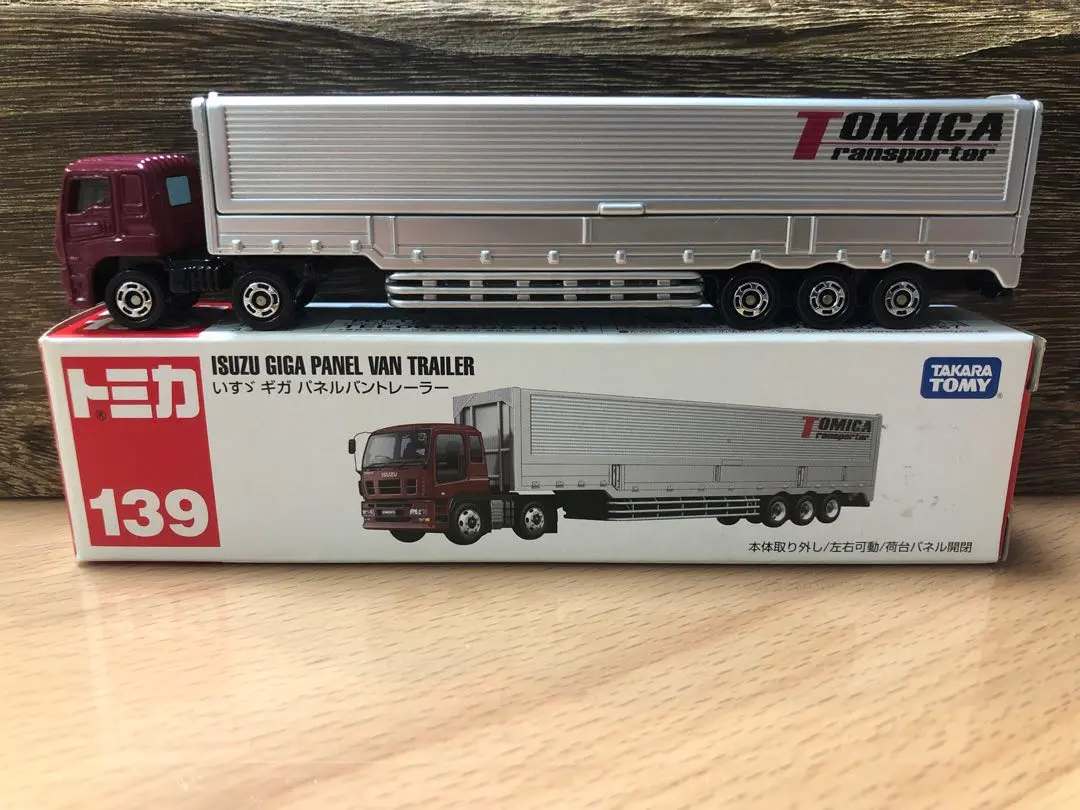 TOMICA
Transporter
トミカ®
139
ISUZU GIGA PANEL VAN TRAILER
いすゞ ギガ パネルバントレーラー
TAKARA
TOMY®
ISUZU
TOMICA
Transporter
本体取り外し/左右可動/荷台パネル開閉